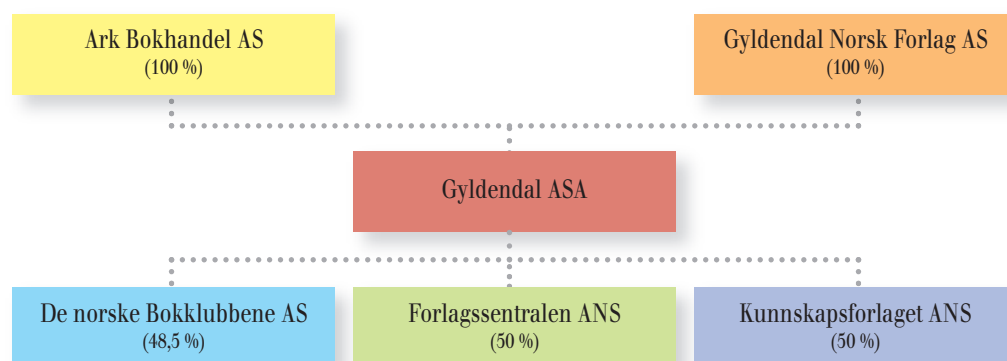 Ark Bokhandel AS
(100 %)
Gyldendal Norsk Forlag AS
(100 %)
Gyldendal ASA
De norske Bokklubbene AS
(48,5 %)
Forlagssentralen ANS
(50 %)
Kunnskapsforlaget ANS
(50 %)